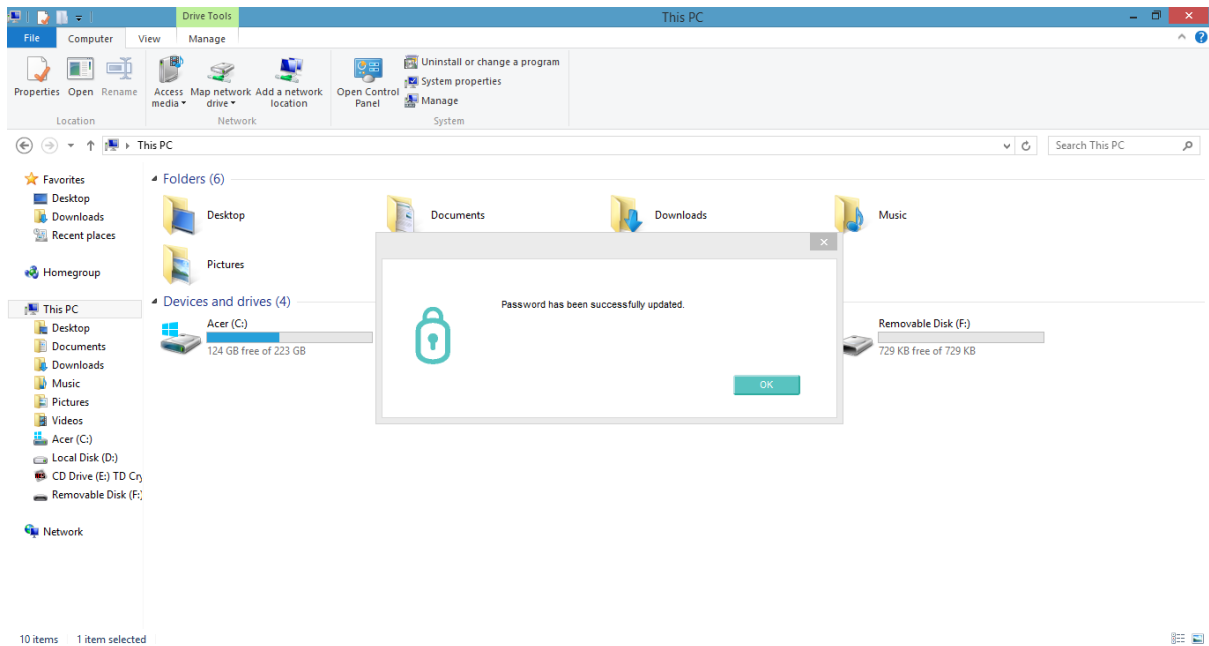 Drive Tools
This PC
File Computer View Manage
Properties Open Rename
Access media
Map network drive
Add a network location
Open Control Panel
Uninstall or change a program
System properties
Manage
Location Network System
This PC
Search This PC
Favorites
Desktop
Downloads
Recent places
Homegroup
This PC
Desktop
Documents
Downloads
Music
Pictures
Videos
Acer (C:)
Local Disk (D:)
CD Drive (E:) TD Cry
Removable Disk (F:)
Network
Folders (6)
Desktop Documents Downloads Music
Pictures
Devices and drives (4)
Acer (C:)
124 GB free of 223 GB
Removable Disk (F:)
729 KB free of 729 KB
Password has been successfully updated.
OK
10 items 1 item selected